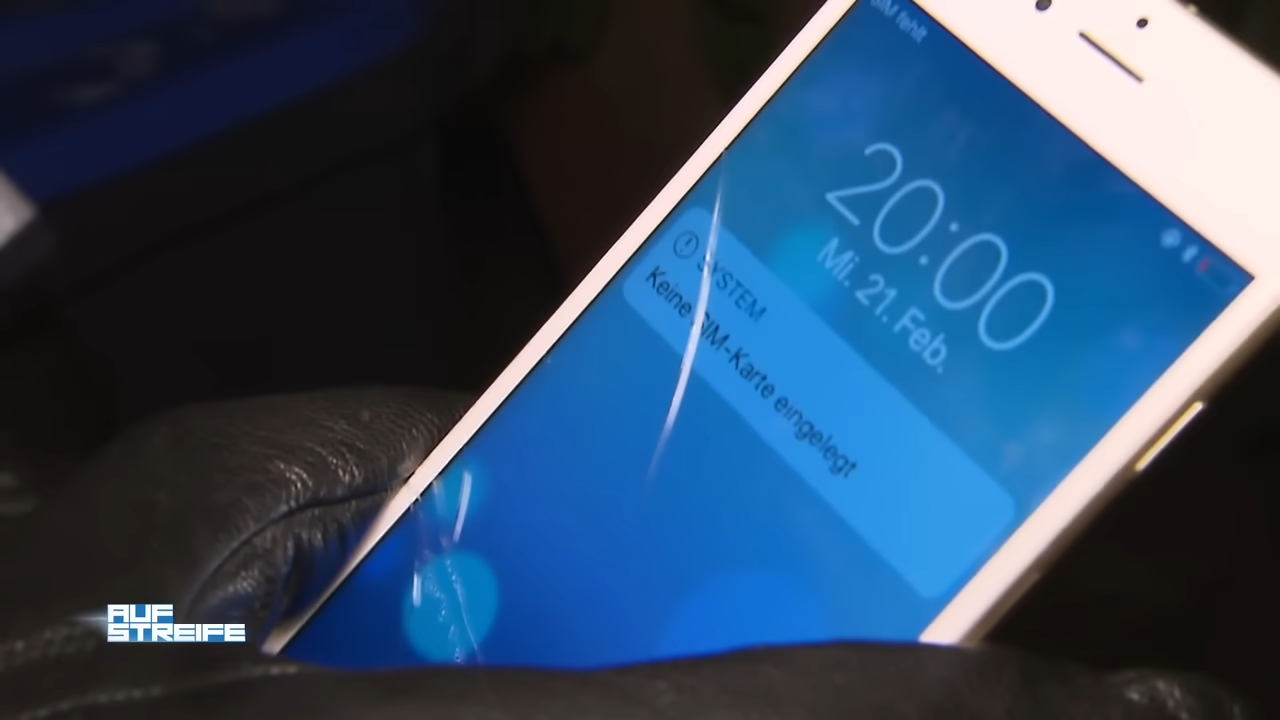 SIM fehlt
20:00
Mi. 21. Feb.
SYSTEM
Keine SIM-Karte eingelegt
AUF
STREIFE